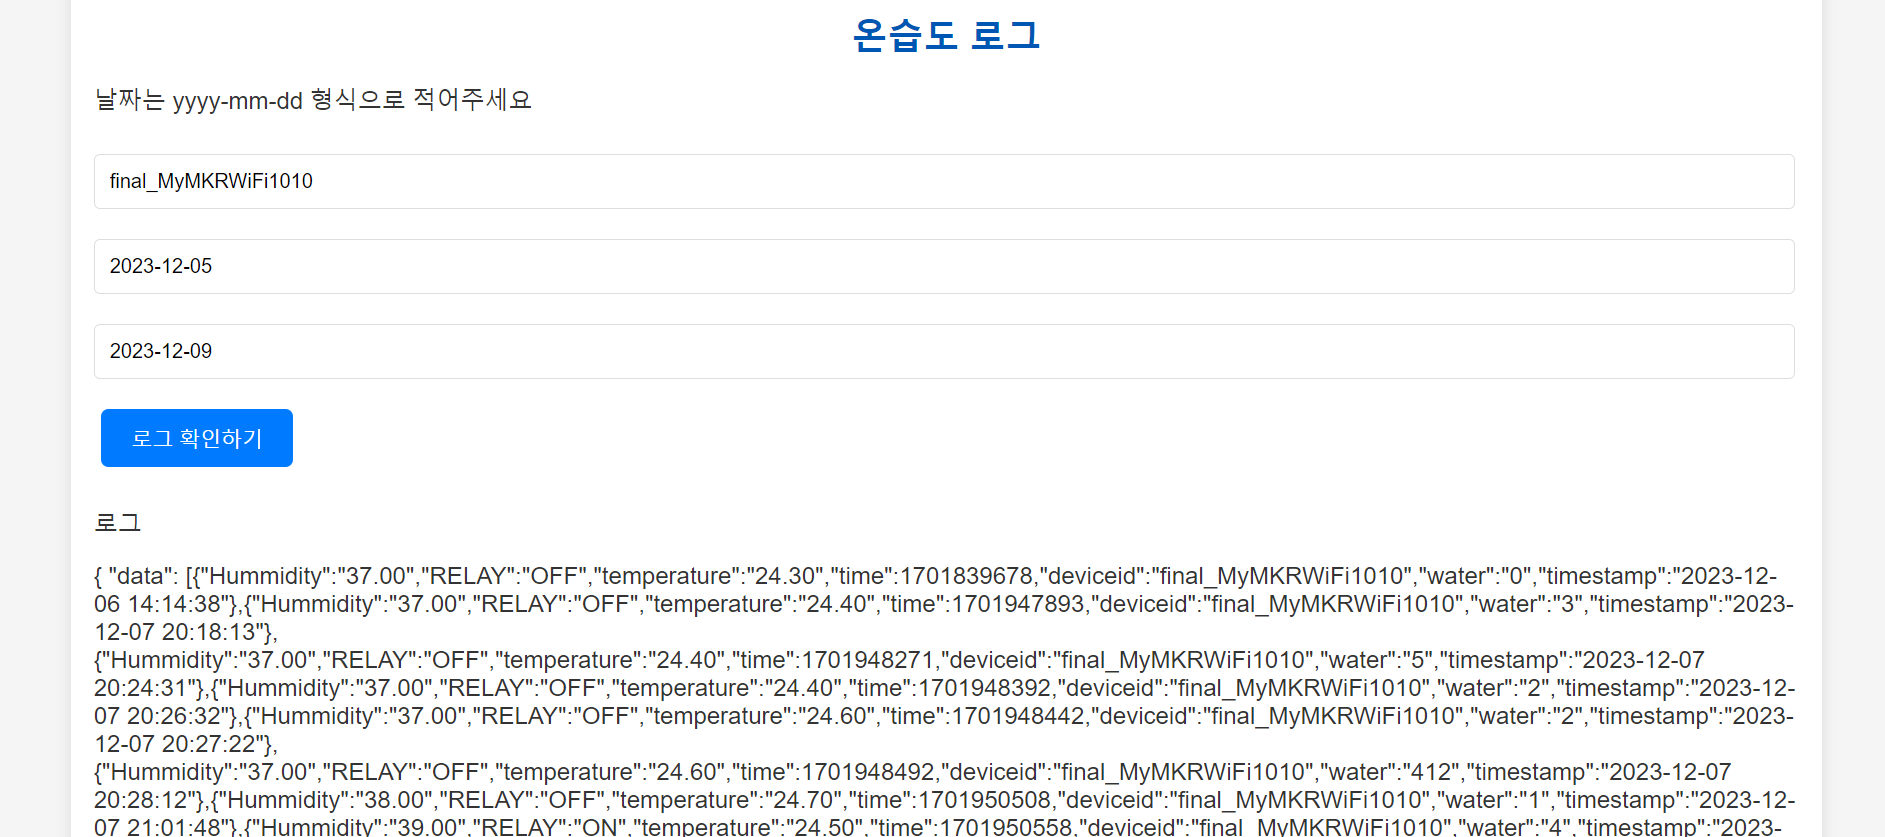 온습도 로그
날짜는 yyyy-mm-dd 형식으로 적어주세요
final_MyMKRWiFi1010
2023-12-05
2023-12-09
로그 확인하기
로그
{ "data": [{"Hummidity":"37.00","RELAY":"OFF","temperature":"24.30","time":1701839678,"deviceid":"final_MyMKRWiFi1010","water":"0","timestamp":"2023-12-
06 14:14:38"},{"Hummidity":"37.00","RELAY":"OFF","temperature":"24.40","time":1701947893,"deviceid":"final_MyMKRWiFi1010","water":"3","timestamp":"2023-
12-07 20:18:13"},
{"Hummidity":"37.00","RELAY":"OFF","temperature":"24.40","time":1701948271,"deviceid":"final_MyMKRWiFi1010","water":"5","timestamp":"2023-12-07
20:24:31"},{"Hummidity":"37.00","RELAY":"OFF","temperature":"24.40","time":1701948392,"deviceid":"final_MyMKRWiFi1010","water":"2","timestamp":"2023-12-
07 20:26:32"},{"Hummidity":"37.00","RELAY":"OFF","temperature":"24.60","time":1701948442,"deviceid":"final_MyMKRWiFi1010","water":"2","timestamp":"2023-
12-07 20:27:22"},
{"Hummidity":"37.00","RELAY":"OFF","temperature":"24.60","time":1701948492,"deviceid":"final_MyMKRWiFi1010","water":"412","timestamp":"2023-12-07
20:28:12"},{"Hummidity":"38.00","RELAY":"OFF","temperature":"24.70","time":1701950508,"deviceid":"final_MyMKRWiFi1010","water":"1","timestamp":"2023-12-
07 21:01:48"},{"Hummidity":"39.00","RELAY":"ON","temperature":"24.50","time":1701950558,"deviceid":"final_MyMKRWiFi1010","water":"4","timestamp":"2023-